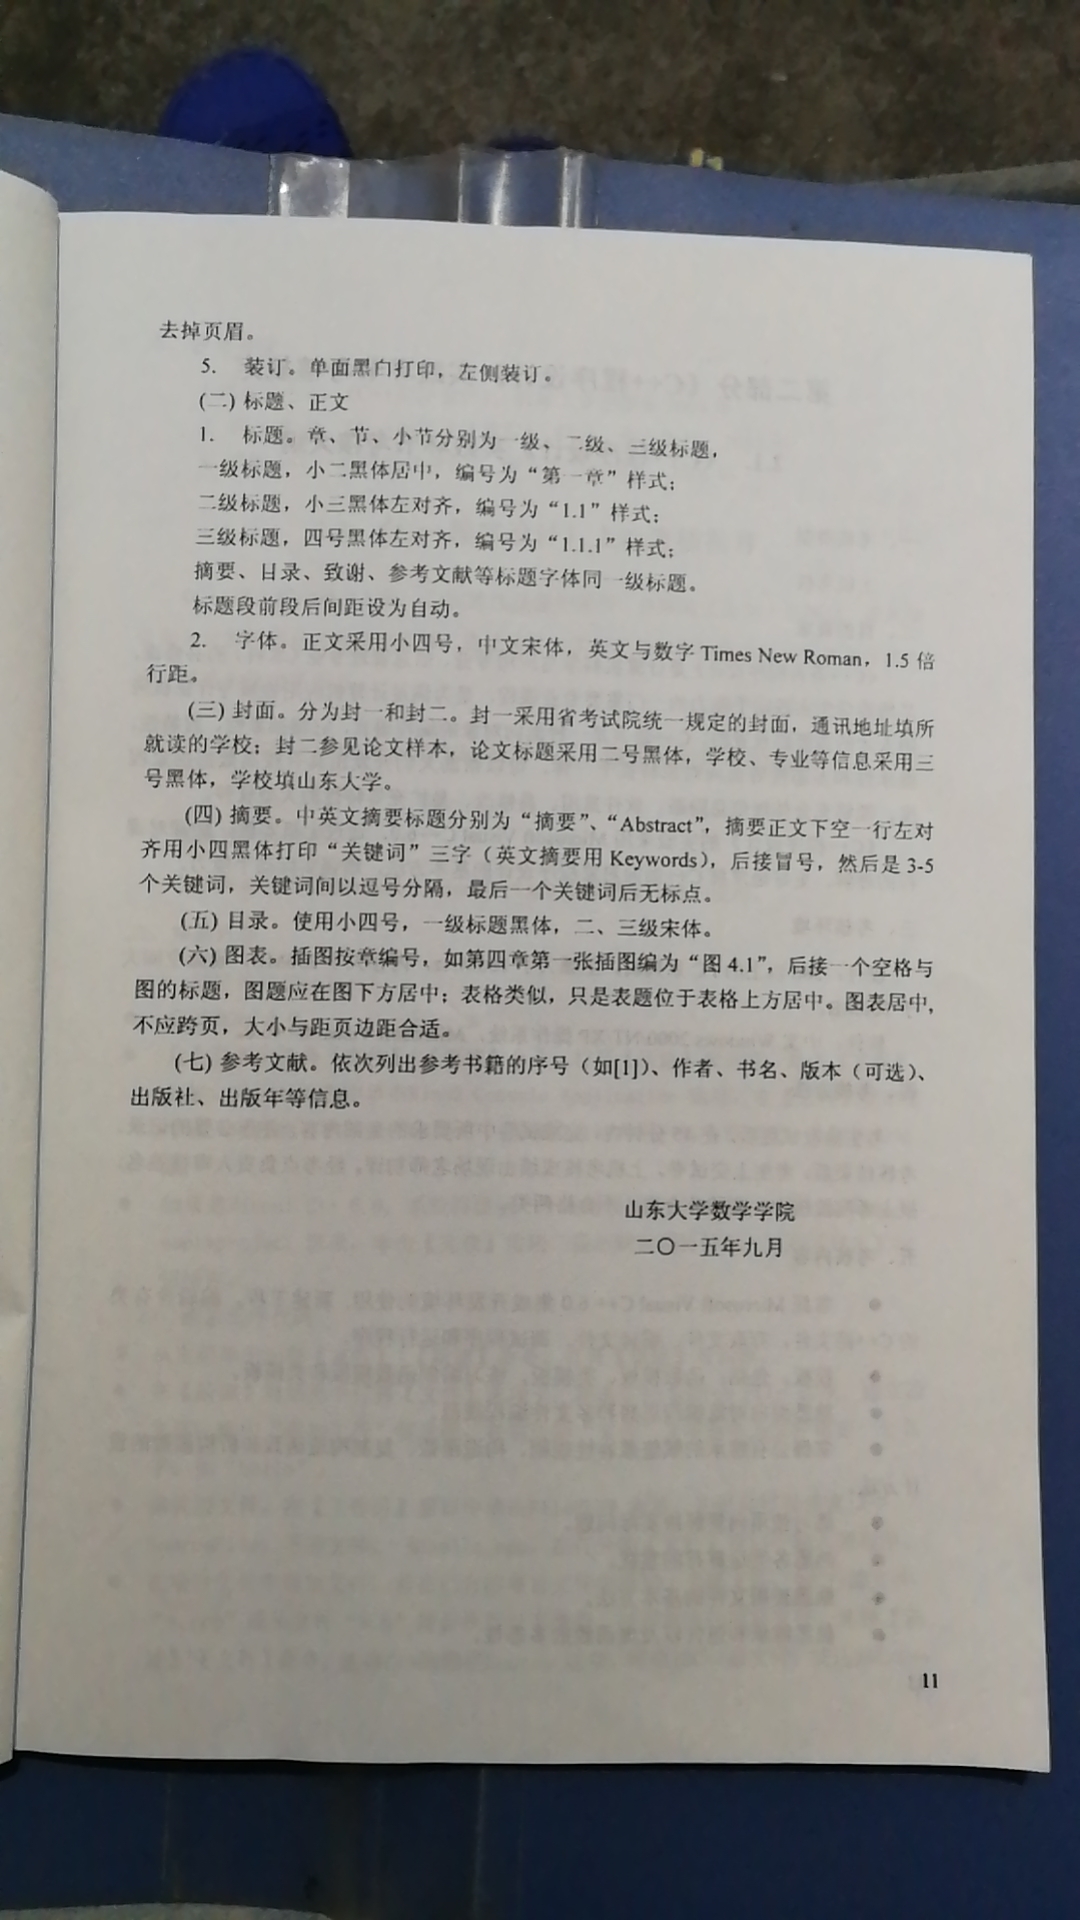 去掉页眉。
5. 装订。单面黑白打印，左侧装订。
(二) 标题、正文
1. 标题。章、节、小节分别为一级、二级、三级标题，
一级标题，小二黑体居中，编号为“第一章”样式；
二级标题，小三黑体左对齐，编号为“1.1”样式；
三级标题，四号黑体左对齐，编号为“1.1.1”样式；
摘要、目录、致谢、参考文献等标题字体同一级标题。
标题段前段后间距设为自动。
2. 字体。正文采用小四号，中文宋体，英文与数字 Times New Roman，1.5 倍
行距。
(三) 封面。分为封一和封二。封一采用省考试院统一规定的封面，通讯地址填所
就读的学校；封二参见论文样本，论文标题采用二号黑体，学校、专业等信息采用三
号黑体，学校填山东大学。
(四) 摘要。中英文摘要标题分别为“摘要”、“Abstract”，摘要正文下空一行左对
齐用小四黑体打印“关键词”三字（英文摘要用 Keywords），后接冒号，然后是 3-5
个关键词，关键词间以逗号分隔，最后一个关键词后无标点。
(五) 目录。使用小四号，一级标题黑体，二、三级宋体。
(六) 图表。插图按章编号，如第四章第一张插图编为“图 4.1”，后接一个空格与
图的标题，图题应在图下方居中；表格类似，只是表题位于表格上方居中。图表居中，
不应跨页，大小与距页边距合适。
(七) 参考文献。依次列出参考书籍的序号（如[1]）、作者、书名、版本（可选）、
出版社、出版年等信息。
山东大学数学学院
二〇一五年九月
11